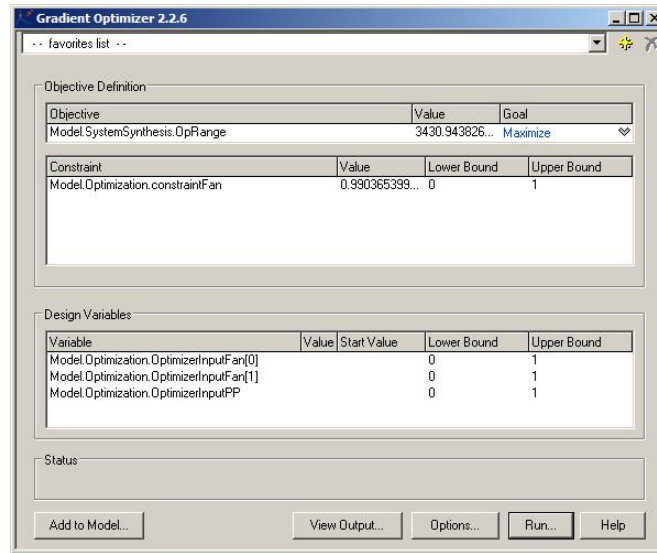 Gradient Optimizer 2.2.6
-- favorites list --
Objective Definition
Objective Value Goal
Model.SystemSynthesis.OpRange 3430.943826... Maximize
Constraint Value Lower Bound Upper Bound
Model.Optimization.constraintFan 0.990365399... 0 1
Design Variables
Variable Value Start Value Lower Bound Upper Bound
Model.Optimization.OptimizerInputFan[0] 0 1
Model.Optimization.OptimizerInputFan[1] 0 1
Model.Optimization.OptimizerInputPP 0 1
Status
Add to Model... View Output... Options... Run... Help